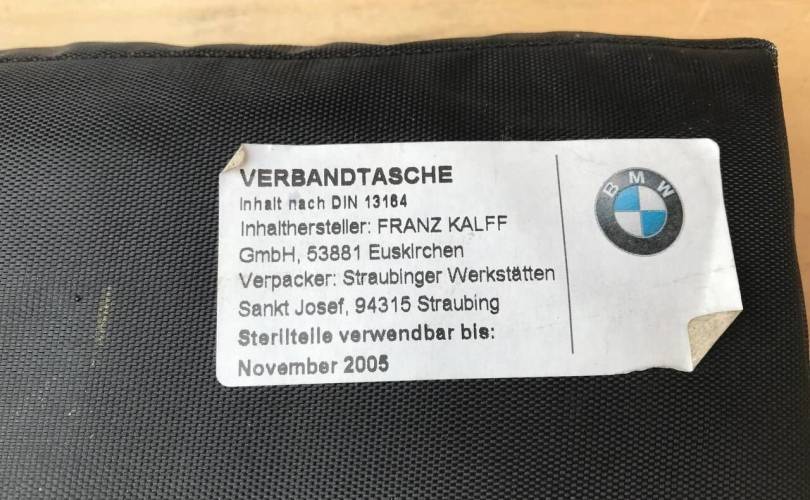 VERBANDTASCHE
Inhalt nach DIN 13164
Inhalthersteller: FRANZ KALFF
GmbH, 53881 Euskirchen
Verpacker: Straubinger Werkstätten
Sankt Josef, 94315 Straubing
Sterilteile verwendbar bis:
November 2005
BMW